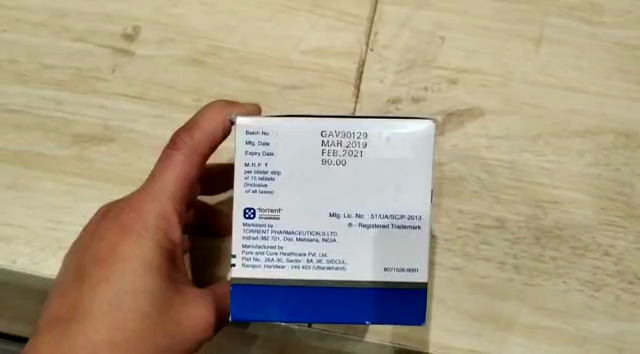 Batch No. : GAV90129
Mfg. Date : MAR.2019
Expiry Date : FEB.2021
M.R.P. ₹ 90.00
per blister strip
of 15 tablets
(Inclusive
of all taxes)
torrent
PHARMA
Mfg. Lic. No. : 51/UA/SC/P-2013
® - Registered Trademark
Marketed by
TORRENT PHARMACEUTICALS LTD.
Indrad-382 721, Dist. Mehsana, INDIA.
Manufactured by
Pure and Cure Healthcare Pvt. Ltd.
Plot No. 26A-30, Sector - 8A, IIE, SIDCUL,
Ranipur, Haridwar - 249 403 (Uttarakhand)